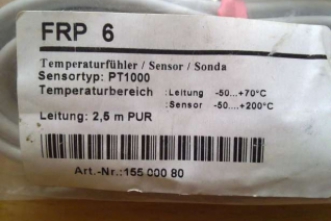 FRP 6
Temperaturfühler / Sensor / Sonda
Sensortyp: PT1000
Temperaturbereich :Leitung -50...+70°C
:Sensor -50...+200°C
Leitung: 2,5 m PUR
Art.-Nr.:155 000 80